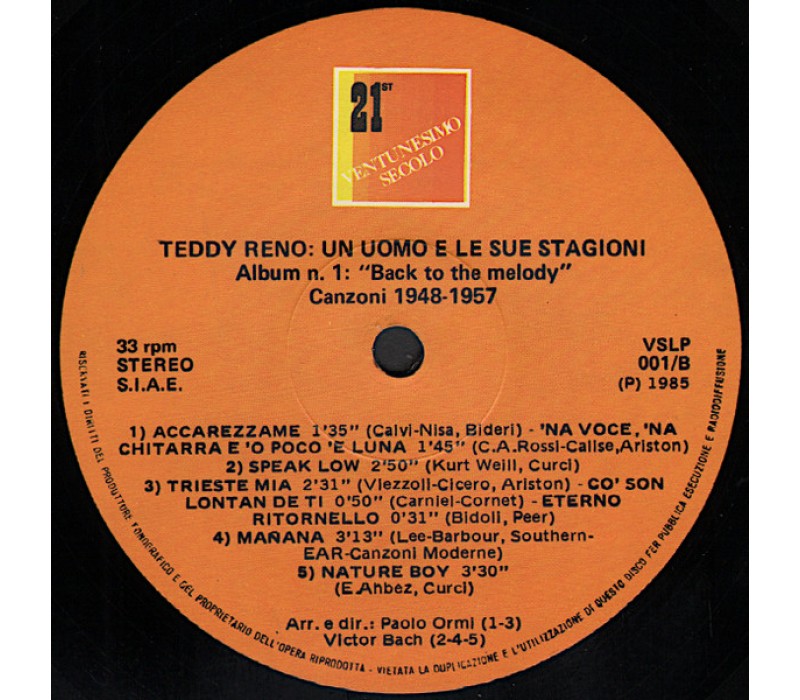 21ST
VENTUNESIMO
SECOLO
TEDDY RENO: UN UOMO E LE SUE STAGIONI
Album n. 1: "Back to the melody"
Canzoni 1948-1957
33 rpm
STEREO
S.I.A.E.
VSLP
001/B
(P) 1985
1) ACCAREZZAME 1'35" (Calvi-Nisa, Bideri) - 'NA VOCE, 'NA
CHITARRA E 'O POCO 'E LUNA 1'45" (C.A.Rossi-Calise,Ariston)
2) SPEAK LOW 2'50" (Kurt Weill, Curci)
3) TRIESTE MIA 2'31" (Viezzoli-Cicero, Ariston) - CO' SON
LONTAN DE TI 0'50" (Carniel-Cornet) - ETERNO
RITORNELLO 0'31" (Bidoli, Peer)
4) MAÑANA 3'13" (Lee-Barbour, Southern-
EAR-Canzoni Moderne)
5) NATURE BOY 3'30"
(E.Ahbez, Curci)
Arr. e dir.: Paolo Ormi (1-3)
Victor Bach (2-4-5)
RISERVATI I DIRITTI DEL PRODUTTORE FONOGRAFICO E DEL PROPRIETARIO DELL'OPERA RIPRODOTTA - VIETATA LA DUPLICAZIONE E L'UTILIZZAZIONE DI QUESTO DISCO PER PUBBLICA ESECUZIONE E RADIODIFFUSIONE